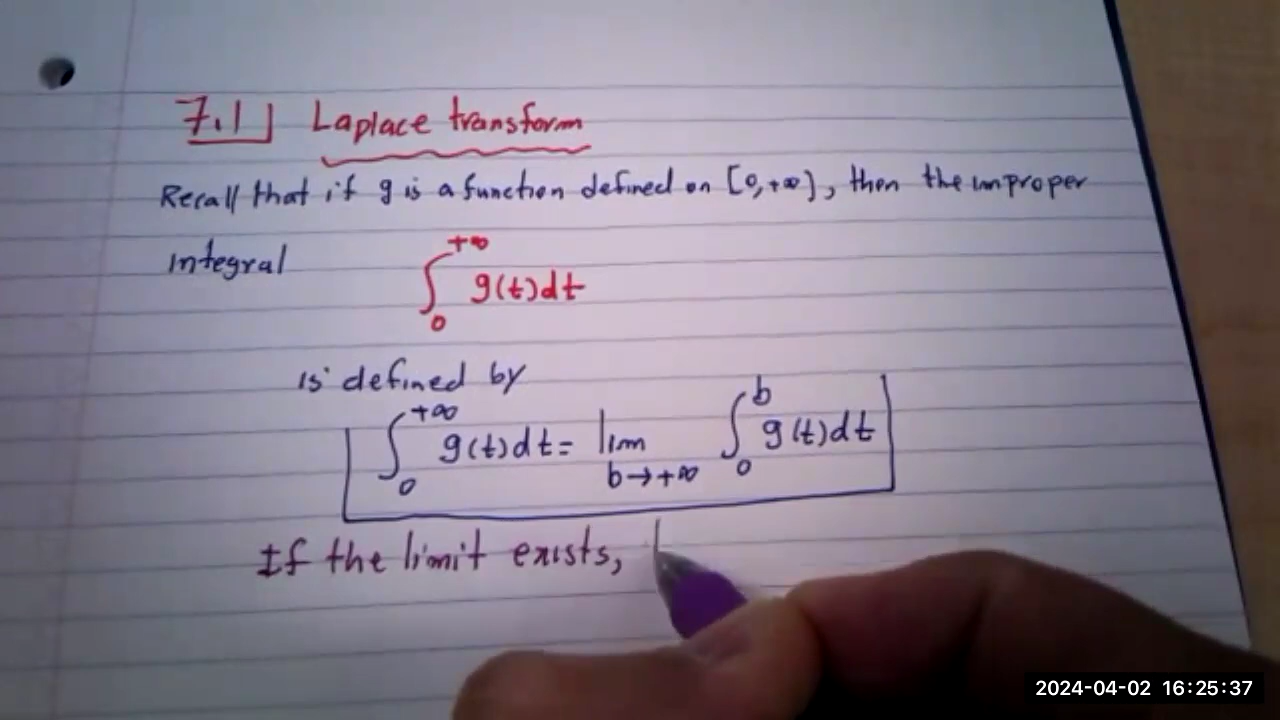 7.1 Laplace transform
Recall that if g is a function defined on [0,+∞), then the improper
integral
∫₀^{+∞} g(t)dt
is defined by
∫₀^{+∞} g(t)dt = lim_{b→+∞} ∫₀^b g(t)dt
If the limit exists,
2024-04-02 16:25:37